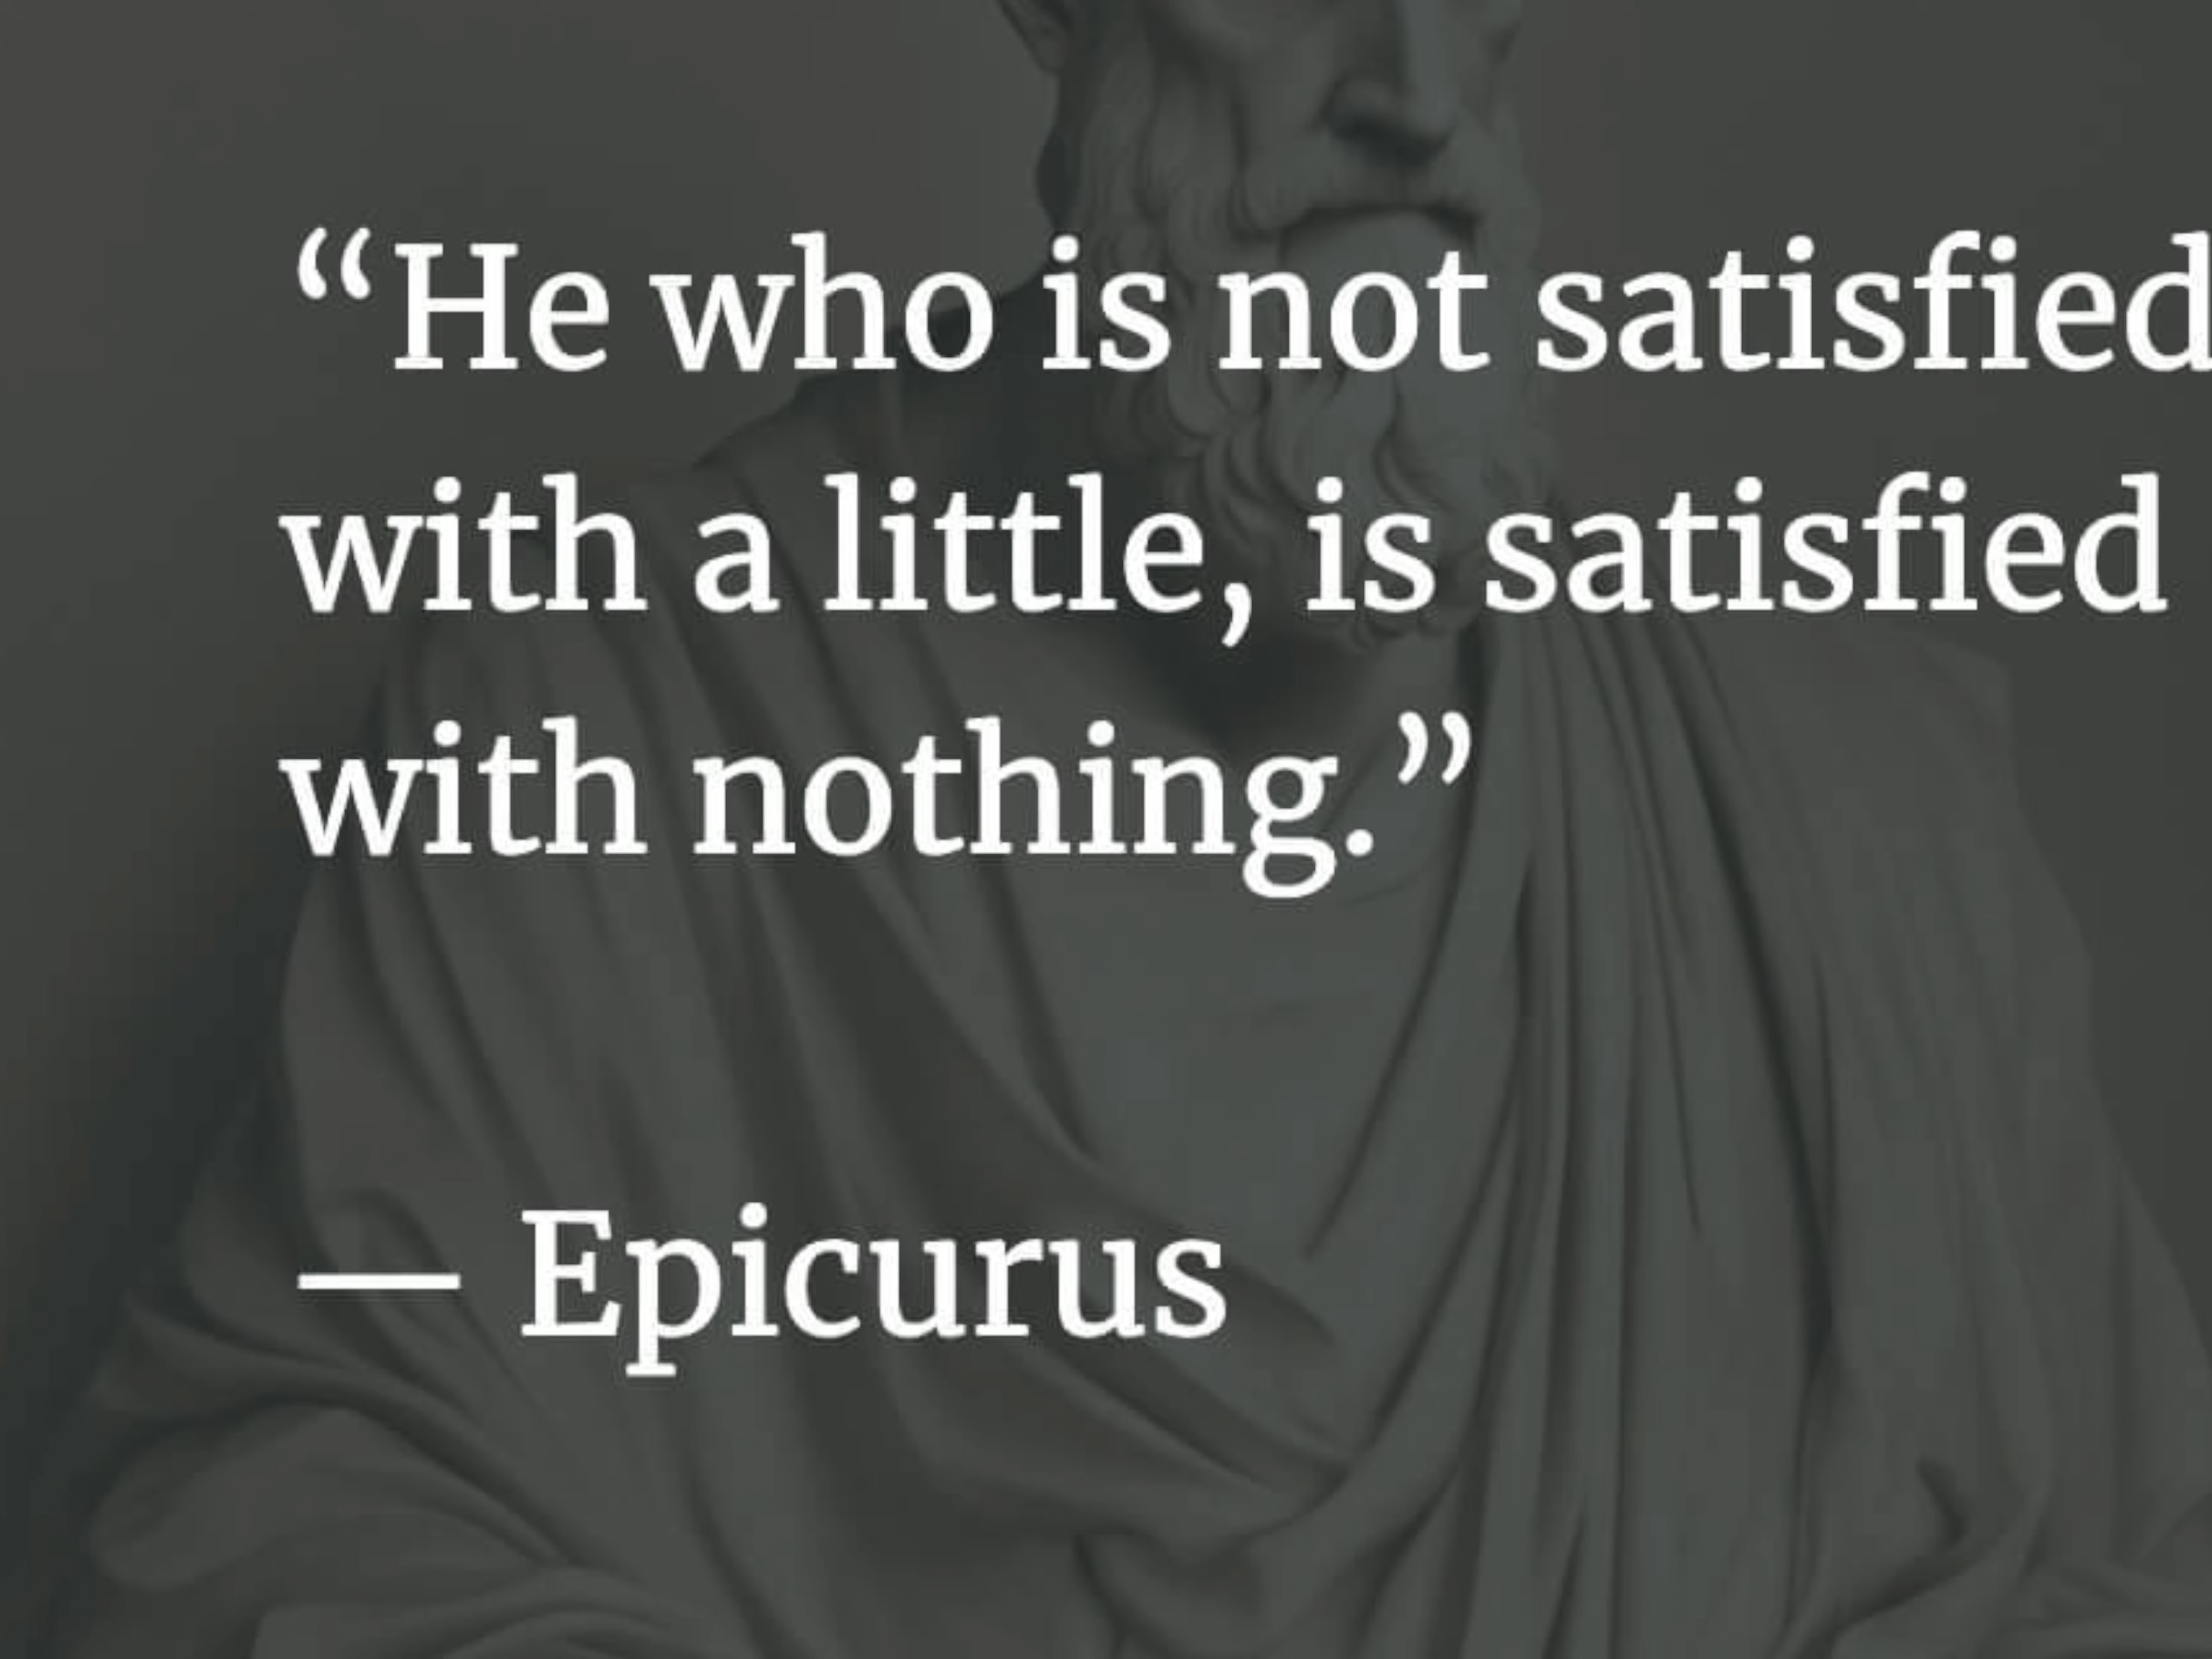 “He who is not satisfied
with a little, is satisfied
with nothing.”
— Epicurus